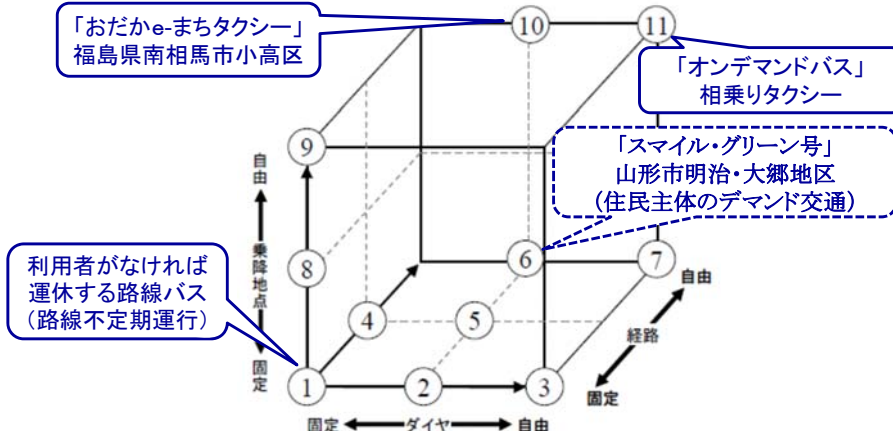 「おだかe-まちタクシー」
福島県南相馬市小高区
10
11
「オンデマンドバス」
相乗りタクシー
9
自由
乗降地点
固定
「スマイル・グリーン号」
山形市明治・大郷地区
(住民主体のデマンド交通)
利用者がなければ
運休する路線バス
(路線不定期運行)
8
6
7
自由
経路
固定
4
5
1
2
3
固定
ダイヤ
自由